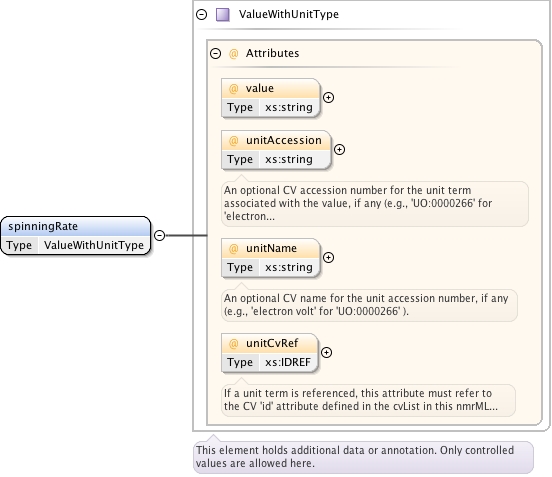 ValueWithUnitType
@ Attributes
@ value
Type xs:string
@ unitAccession
Type xs:string
An optional CV accession number for the unit term
associated with the value, if any (e.g., 'UO:0000266' for
'electron...
spinningRate
Type ValueWithUnitType
@ unitName
Type xs:string
An optional CV name for the unit accession number, if any
(e.g., 'electron volt' for 'UO:0000266' ).
@ unitCvRef
Type xs:IDREF
If a unit term is referenced, this attribute must refer to
the CV 'id' attribute defined in the cvList in this nmrML...
This element holds additional data or annotation. Only controlled
values are allowed here.